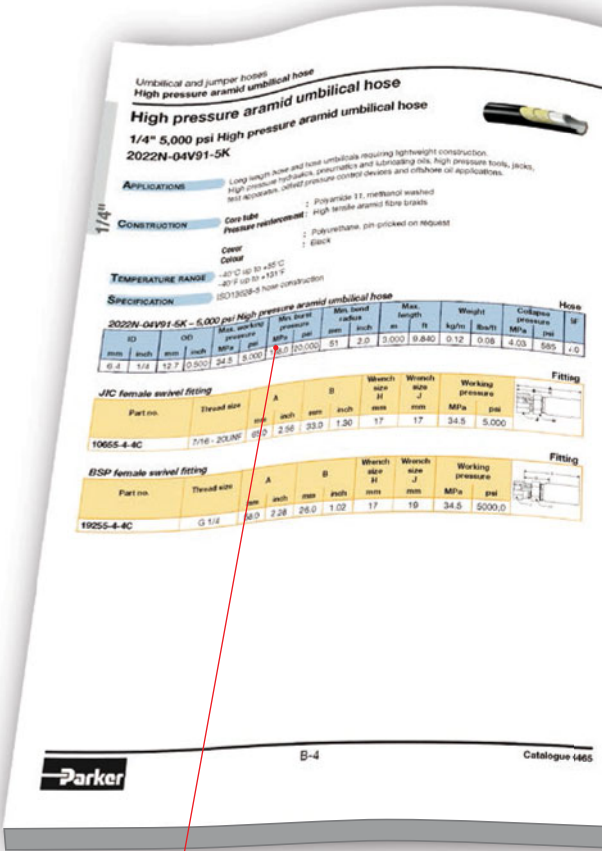 Umbilical and jumper hoses
High pressure aramid umbilical hose
High pressure aramid umbilical hose
1/4" 5,000 psi High pressure aramid umbilical hose
2022N-04V91-5K
1/4"
APPLICATIONS Long length hose and hose umbilicals requiring lightweight construction.
High pressure hydraulics, pneumatics and lubricating oils, high pressure tools, jacks,
test apparatus, oilfield pressure control devices and offshore oil applications.
CONSTRUCTION Core tube : Polyamide 11, methanol washed
Pressure reinforcement : High tensile aramid fibre braids
Cover : Polyurethane, pin-pricked on request
Colour : Black
TEMPERATURE RANGE -40°C up to +55°C
-40°F up to +131°F
SPECIFICATION ISO13628-5 hose construction
2022N-04V91-5K – 5,000 psi High pressure aramid umbilical hose Hose
ID OD Max. working pressure Min. burst pressure Min. bend radius Max. length Weight Collapse pressure SF
mm inch mm inch MPa psi MPa psi mm inch m ft kg/m lbs/ft MPa psi
6.4 1/4 12.7 0.500 34.5 5.000 20.000 51 2.0 3.000 9.840 0.12 0.08 4.03 585
JIC female swivel fitting Fitting
Part no. Thread size A B Wrench size H Wrench size J Working pressure
mm inch mm inch mm mm MPa psi
10655-4-4C 7/16 - 20UNF 2.56 33.0 1.30 17 17 34.5 5.000
BSP female swivel fitting Fitting
Part no. Thread size A B Wrench size H Wrench size J Working pressure
mm inch mm inch mm mm MPa psi
19255-4-4C G 1/4 2.28 26.0 1.02 17 19 34.5 5000.0
Parker
B-4
Catalogue 4465